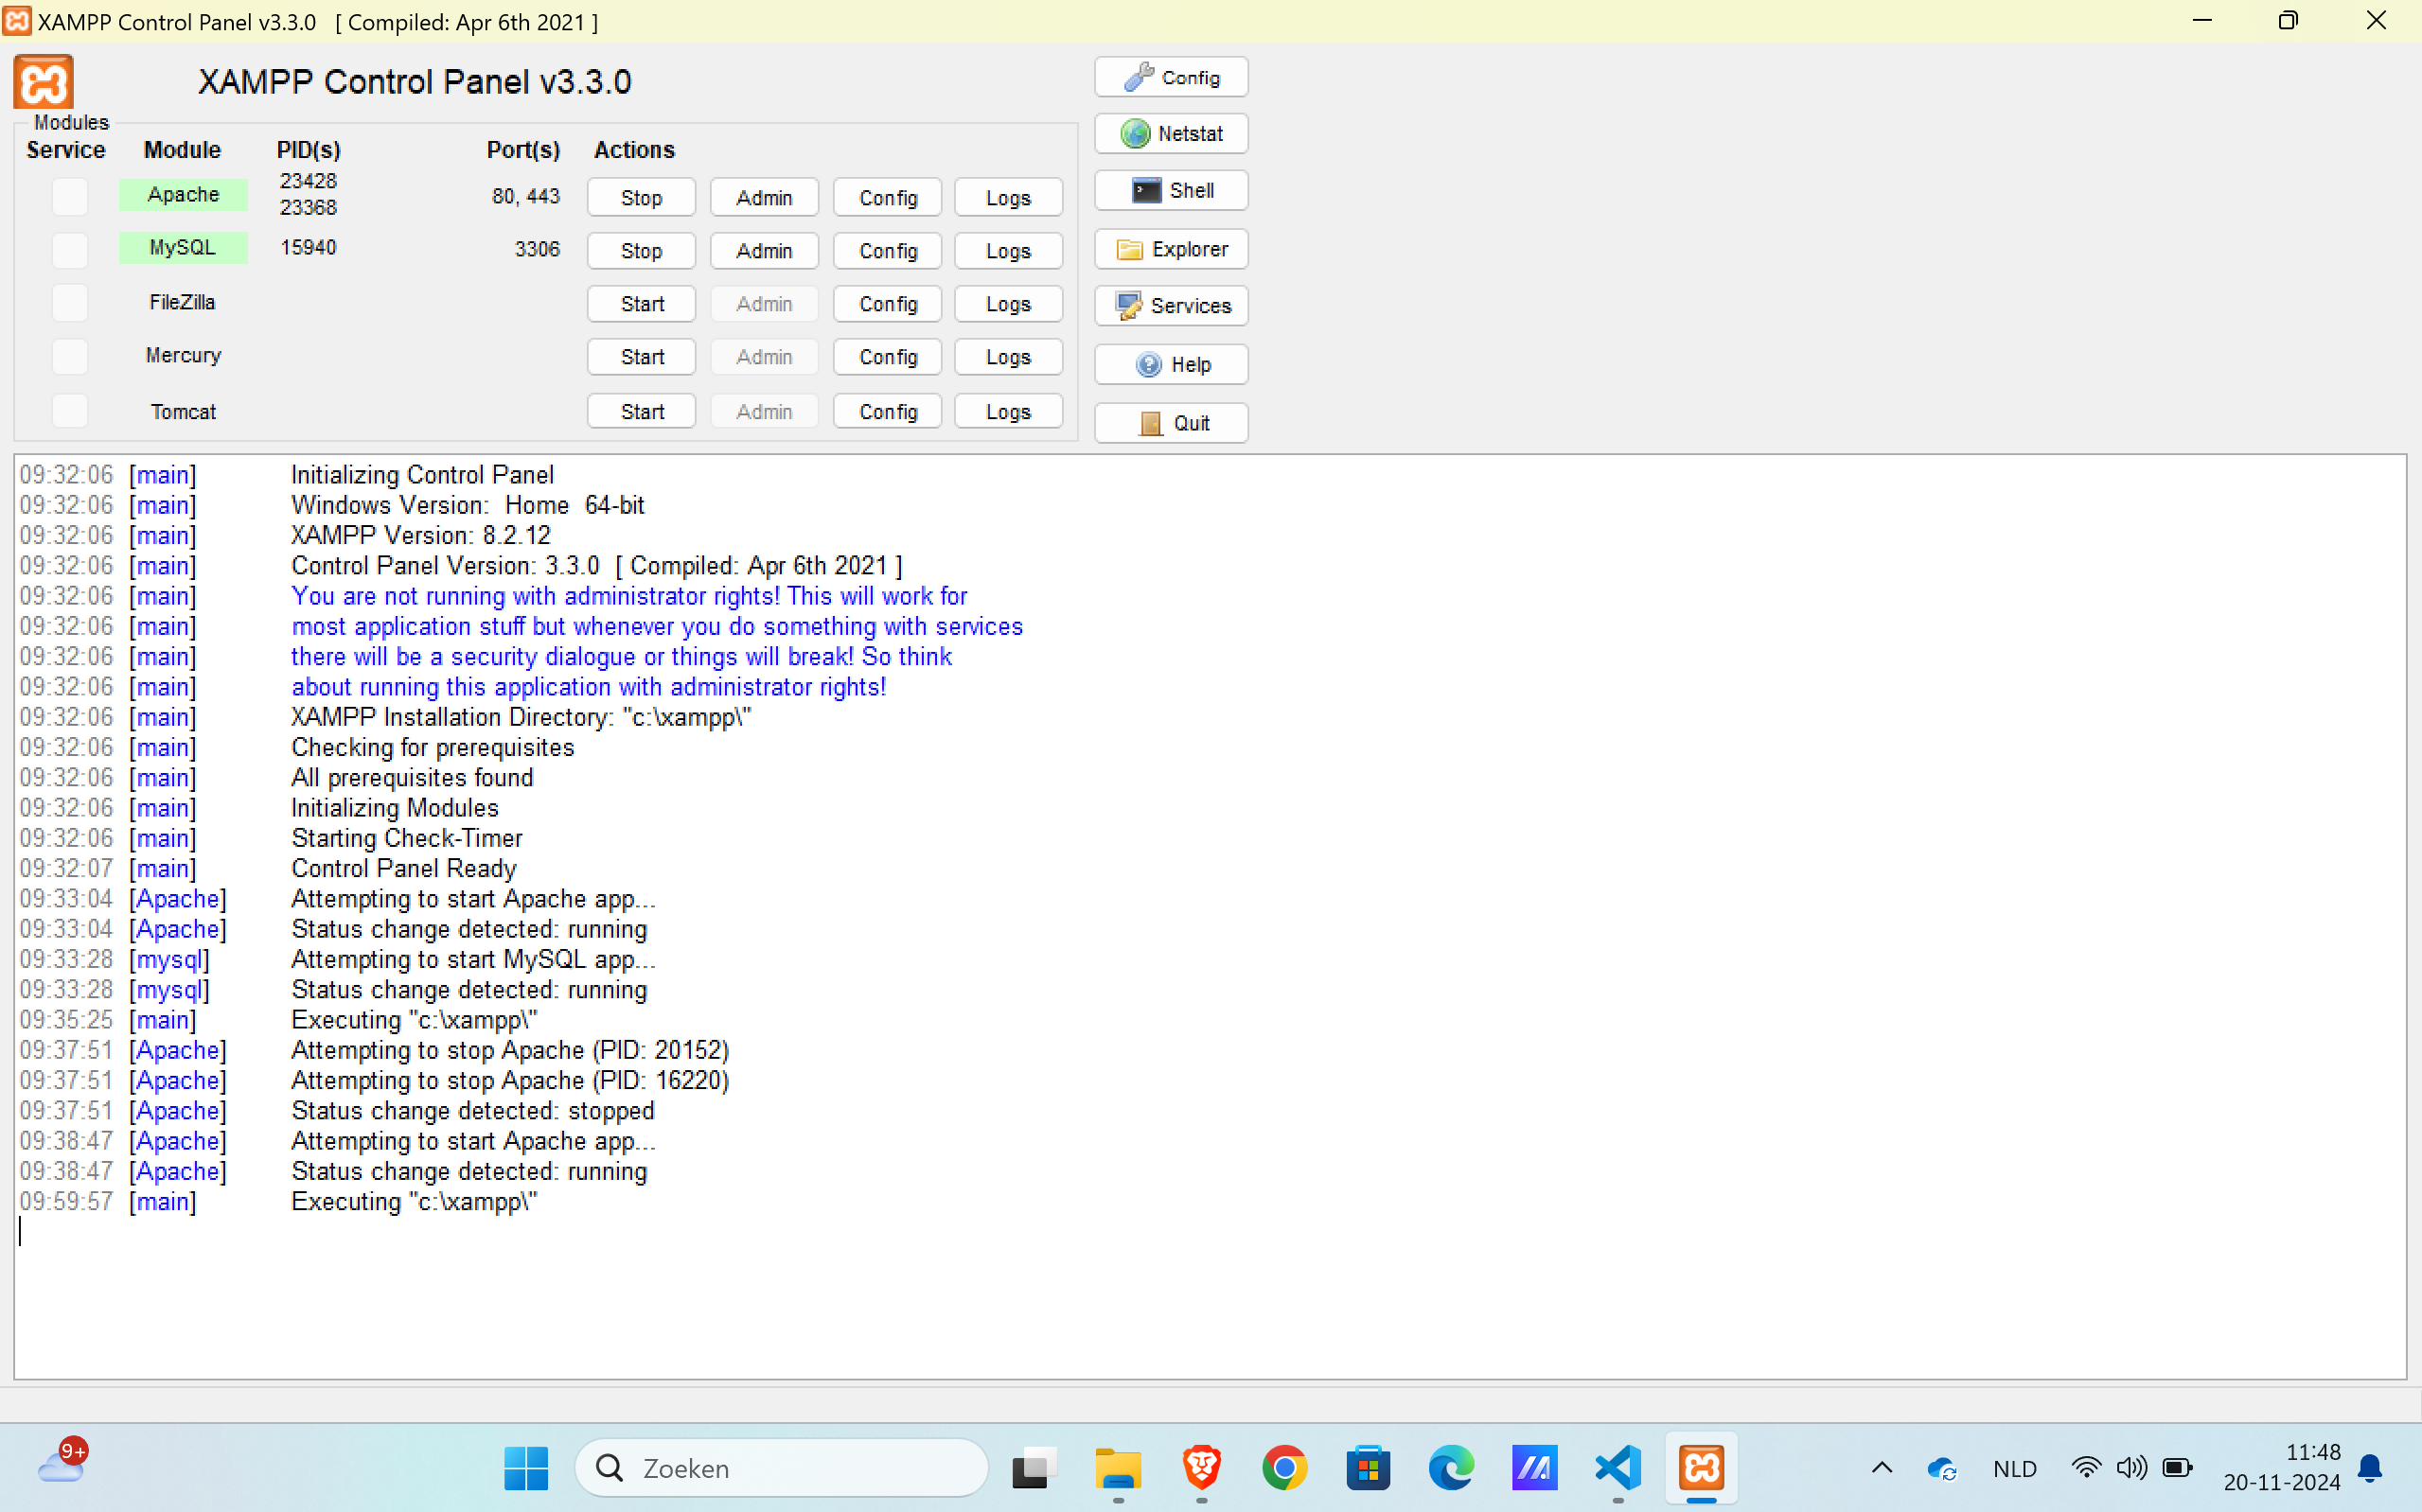 XAMPP Control Panel v3.3.0 [ Compiled: Apr 6th 2021 ]
XAMPP Control Panel v3.3.0
Modules
Service Module PID(s) Port(s) Actions
Apache 23428 23368 80, 443 Stop Admin Config Logs
MySQL 15940 3306 Stop Admin Config Logs
FileZilla Start Admin Config Logs
Mercury Start Admin Config Logs
Tomcat Start Admin Config Logs
Config
Netstat
Shell
Explorer
Services
Help
Quit
09:32:06 [main] Initializing Control Panel
09:32:06 [main] Windows Version: Home 64-bit
09:32:06 [main] XAMPP Version: 8.2.12
09:32:06 [main] Control Panel Version: 3.3.0 [ Compiled: Apr 6th 2021 ]
09:32:06 [main] You are not running with administrator rights! This will work for
09:32:06 [main] most application stuff but whenever you do something with services
09:32:06 [main] there will be a security dialogue or things will break! So think
09:32:06 [main] about running this application with administrator rights!
09:32:06 [main] XAMPP Installation Directory: "c:\xampp\"
09:32:06 [main] Checking for prerequisites
09:32:06 [main] All prerequisites found
09:32:06 [main] Initializing Modules
09:32:06 [main] Starting Check-Timer
09:32:07 [main] Control Panel Ready
09:33:04 [Apache] Attempting to start Apache app...
09:33:04 [Apache] Status change detected: running
09:33:28 [mysql] Attempting to start MySQL app...
09:33:28 [mysql] Status change detected: running
09:35:25 [main] Executing "c:\xampp\"
09:37:51 [Apache] Attempting to stop Apache (PID: 20152)
09:37:51 [Apache] Attempting to stop Apache (PID: 16220)
09:37:51 [Apache] Status change detected: stopped
09:38:47 [Apache] Attempting to start Apache app...
09:38:47 [Apache] Status change detected: running
09:59:57 [main] Executing "c:\xampp\"
9+
Zoeken
NLD
11:48
20-11-2024